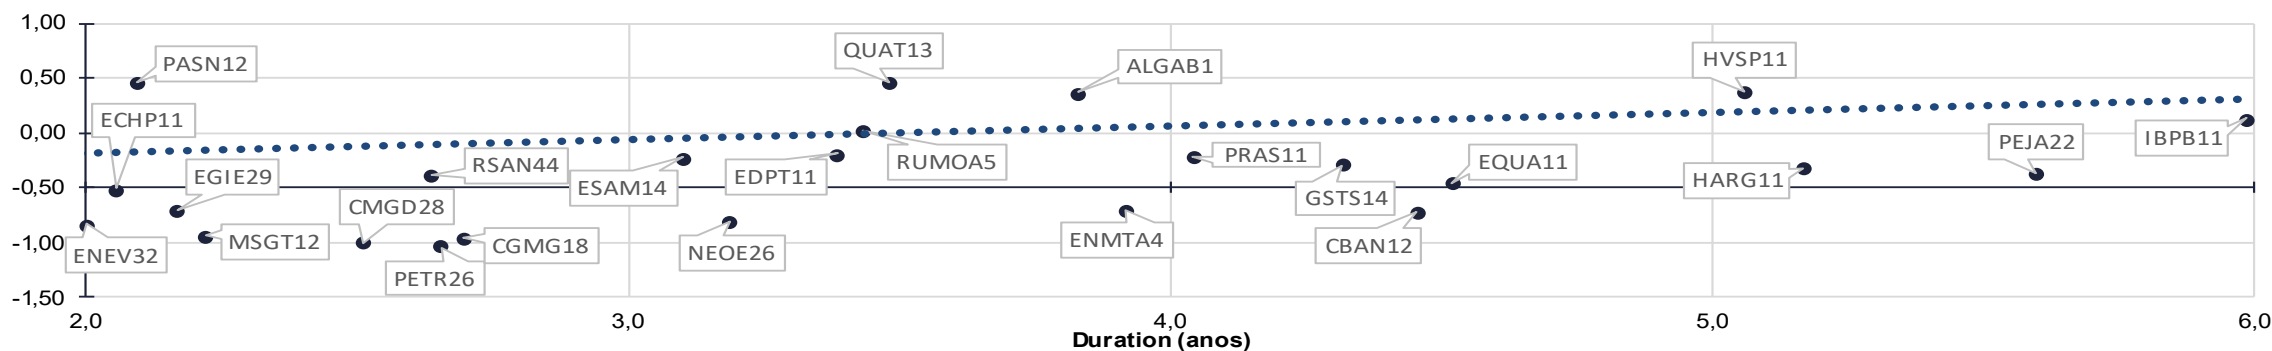 1,00
0,50
0,00
-0,50
-1,00
-1,50
PASN12
QUAT13
ALGAB1
HVSP11
ECHP11
IBPB11
PEJA22
RSAN44
RUMOA5
PRAS11
EQUA11
EGIE29
ESAM14
EDPT11
HARG11
GSTS14
CMGD28
MSGT12
CGMG18
NEOE26
ENMTA4
CBAN12
ENEV32
PETR26
2,0
3,0
4,0
5,0
6,0
Duration (anos)